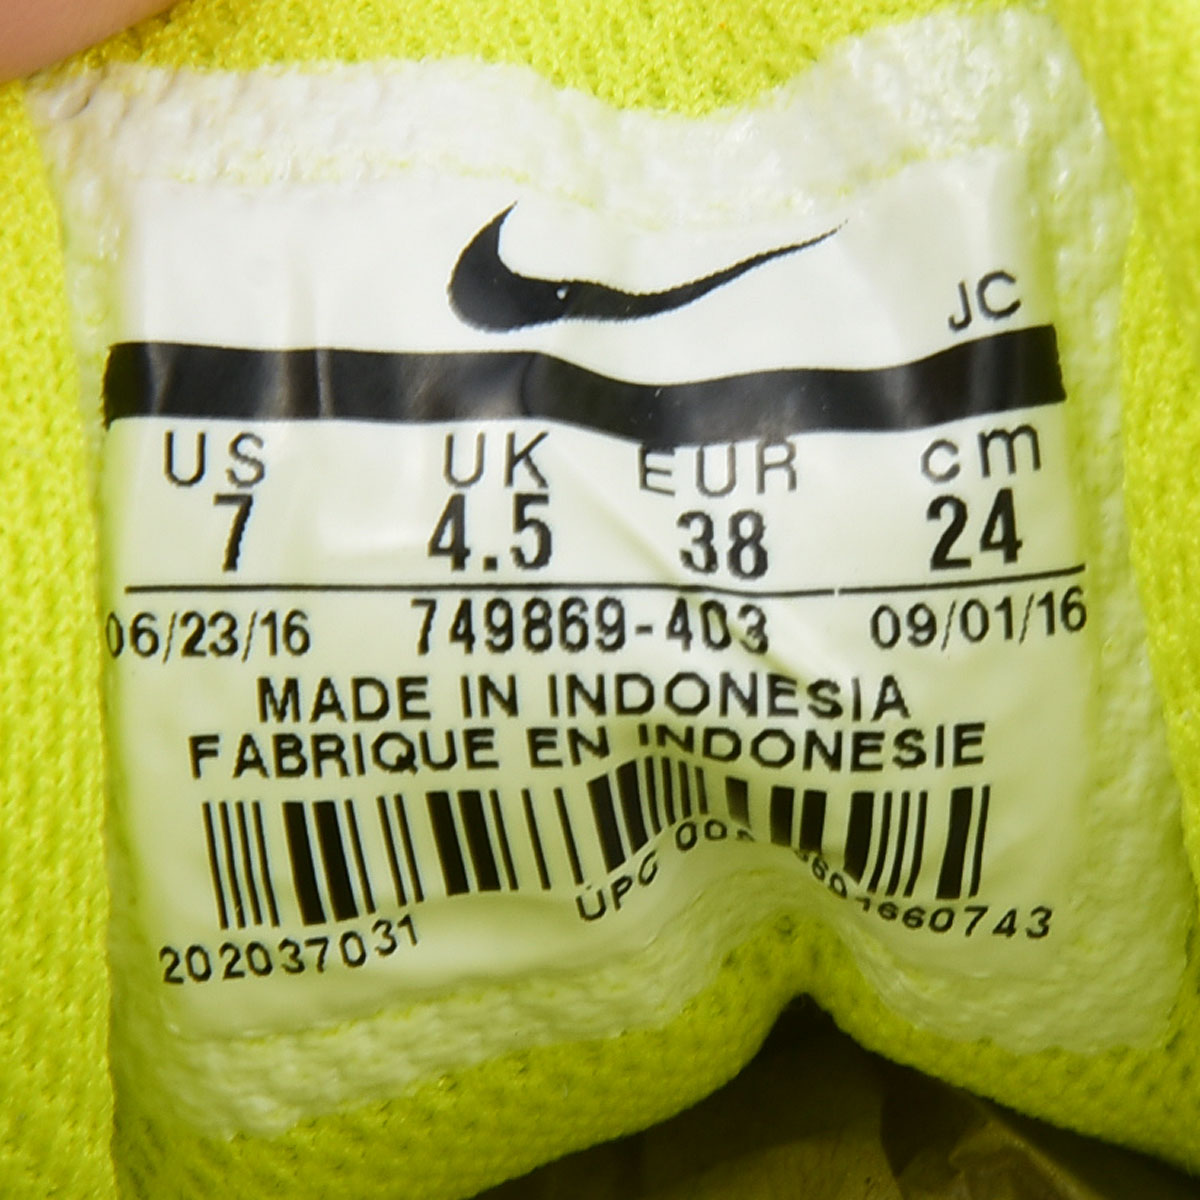 JC
US UK EUR cm
7 4.5 38 24
06/23/16 749869-403 09/01/16
MADE IN INDONESIA
FABRIQUE EN INDONESIE
202037031 UPC